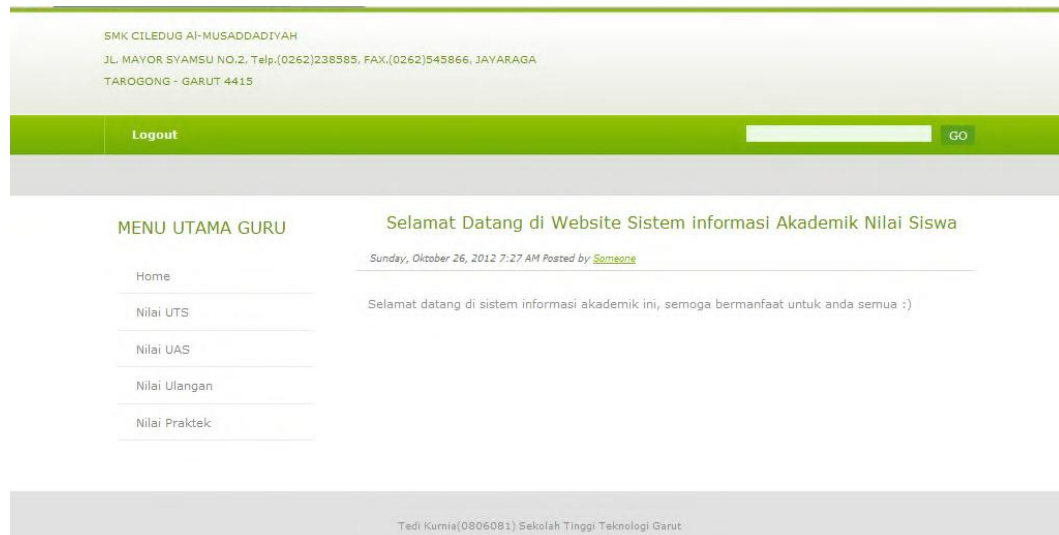 SMK CILEDUG Al-MUSADDADIYAH
JL. MAYOR SYAMSU NO.2, Telp.(0262)238585, FAX.(0262)545866, JAYARAGA
TAROGONG - GARUT 4415
Logout
GO
MENU UTAMA GURU
Home
Nilai UTS
Nilai UAS
Nilai Ulangan
Nilai Praktek
Selamat Datang di Website Sistem informasi Akademik Nilai Siswa
Sunday, Oktober 26, 2012 7:27 AM Posted by Someone
Selamat datang di sistem informasi akademik ini, semoga bermanfaat untuk anda semua :)
Tedi Kurnia(0806081) Sekolah Tinggi Teknologi Garut